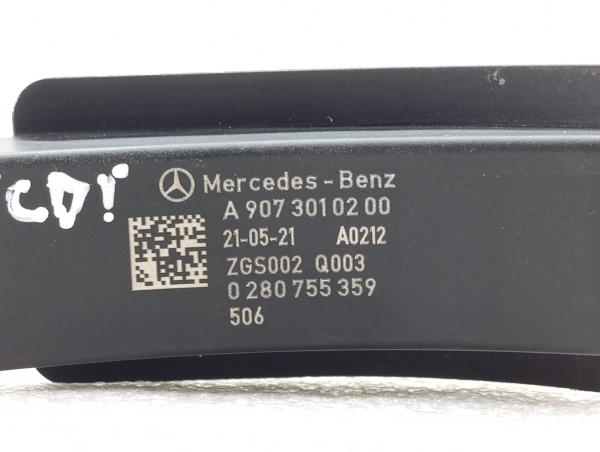 CDI
Mercedes-Benz
A 907 301 02 00
21-05-21 A0212
ZGS002 Q003
0 280 755 359
506